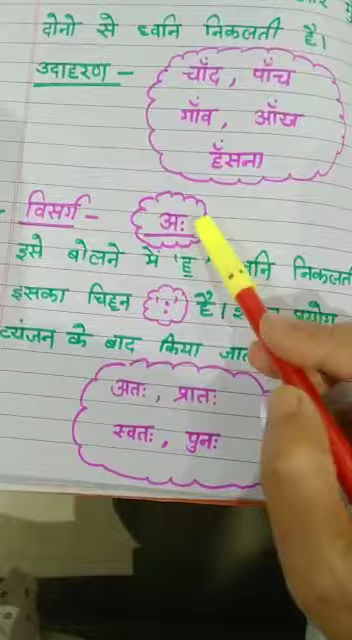 दोनो से ध्वनि निकलती है।
उदाहरण - चाँद, पाँच
गाँव, आँख
हँसना
विसर्ग - अः
इसे बोलने में 'ह्'
इसका चिह्न 'ः' है।
व्यंजन के बाद किया
अतः, प्रातः
स्वतः, पुनः